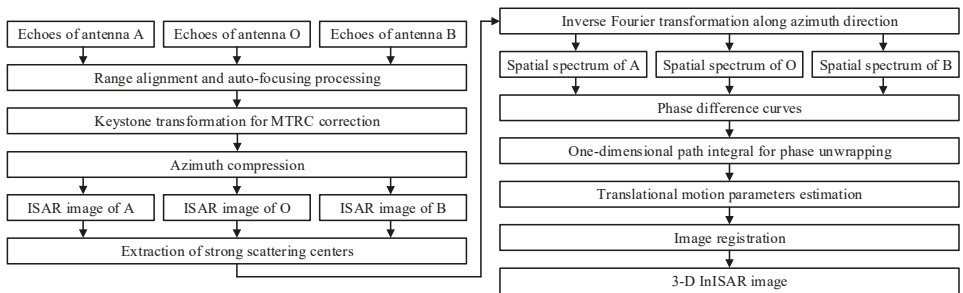 Echoes of antenna A
Echoes of antenna O
Echoes of antenna B
Range alignment and auto-focusing processing
Keystone transformation for MTRC correction
Azimuth compression
ISAR image of A
ISAR image of O
ISAR image of B
Extraction of strong scattering centers
Inverse Fourier transformation along azimuth direction
Spatial spectrum of A
Spatial spectrum of O
Spatial spectrum of B
Phase difference curves
One-dimensional path integral for phase unwrapping
Translational motion parameters estimation
Image registration
3-D InISAR image